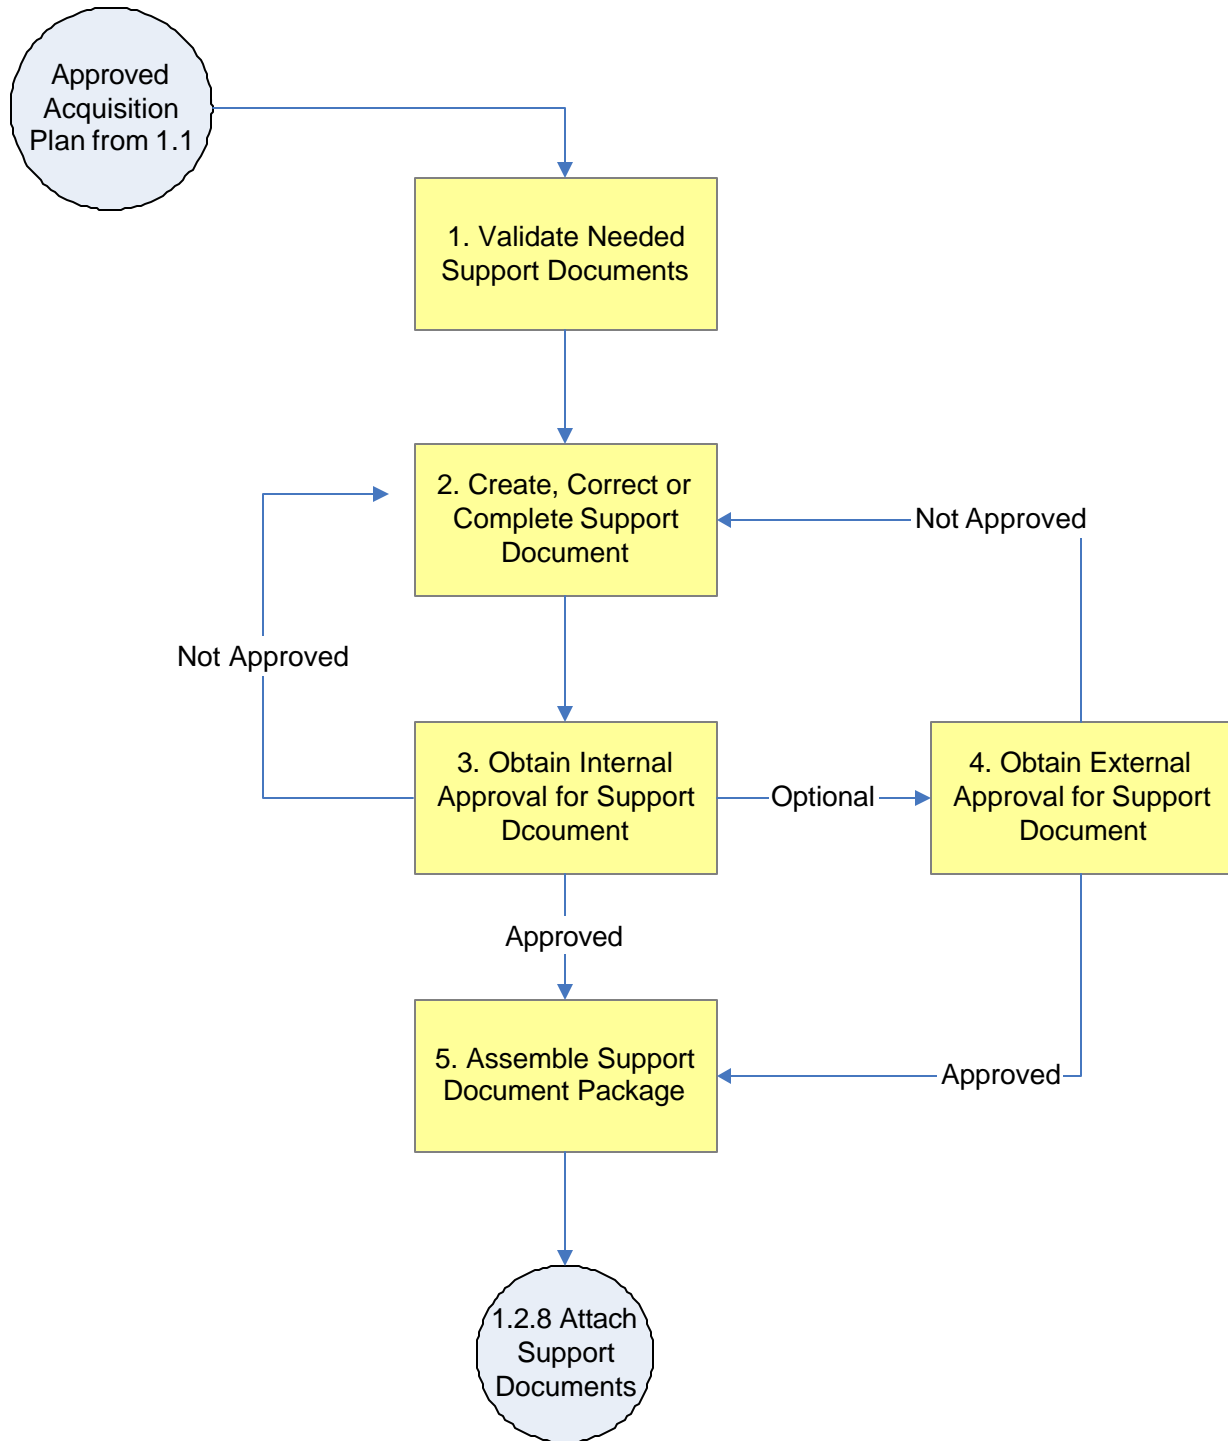 Approved
Acquisition
Plan from 1.1
1. Validate Needed
Support Documents
2. Create, Correct or
Complete Support
Document
Not Approved
Not Approved
3. Obtain Internal
Approval for Support
Dcoument
Optional
4. Obtain External
Approval for Support
Document
Approved
5. Assemble Support
Document Package
Approved
1.2.8 Attach
Support
Documents